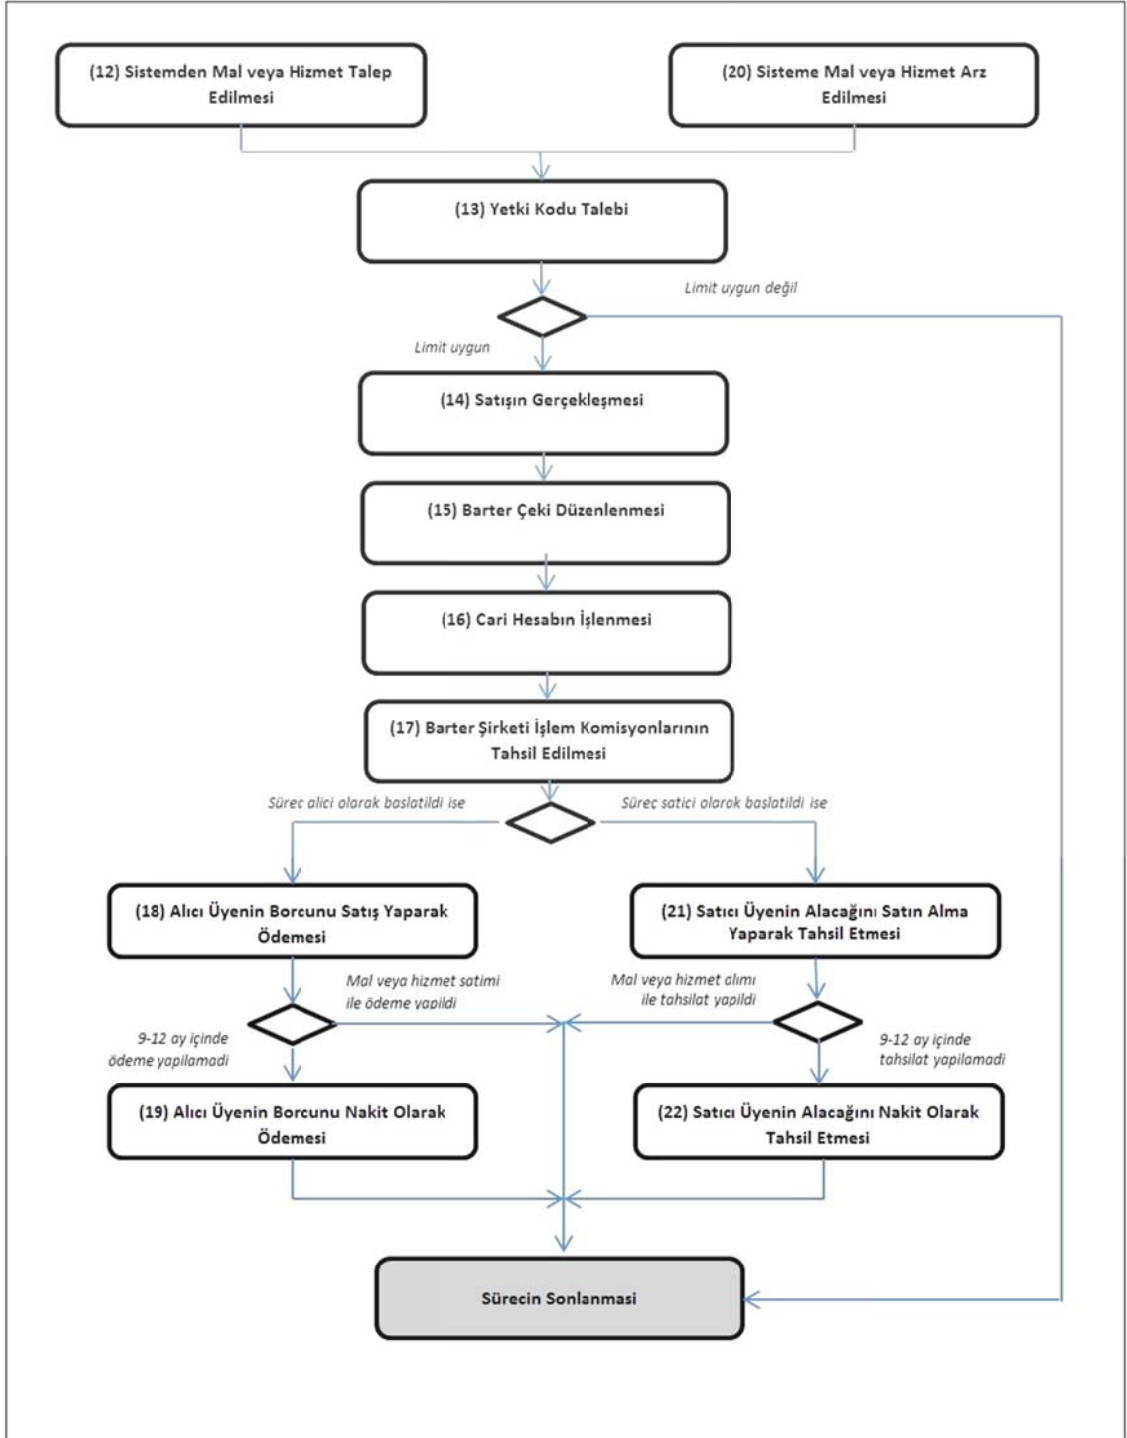 (12) Sistemden Mal veya Hizmet Talep
Edilmesi
(20) Sisteme Mal veya Hizmet Arz
Edilmesi
(13) Yetki Kodu Talebi
Limit uygun değil
Limit uygun
(14) Satışın Gerçekleşmesi
(15) Barter Çeki Düzenlenmesi
(16) Cari Hesabın İşlenmesi
(17) Barter Şirketi İşlem Komisyonlarının
Tahsil Edilmesi
Süreç alici olarak başlatildi ise
Süreç satici olarok başlatildi ise
(18) Alıcı Üyenin Borcunu Satış Yaparak
Ödemesi
(21) Satıcı Üyenin Alacağını Satın Alma
Yaparak Tahsil Etmesi
Mal veya hizmet satimi
ile ödeme yapildi
Mal veya hizmet alımı
ile tahsilat yapildi
9-12 ay içinde
ödeme yapilamadi
9-12 ay içinde
tahsilat yapilamadi
(19) Alıcı Üyenin Borcunu Nakit Olarak
Ödemesi
(22) Satıcı Üyenin Alacağını Nakit Olarak
Tahsil Etmesi
Sürecin Sonlanması